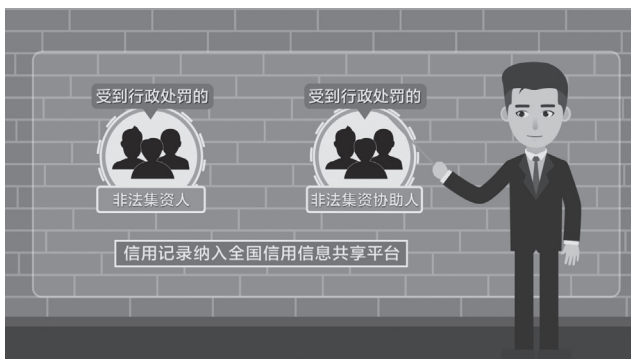 受到行政处罚的
受到行政处罚的
非法集资人
非法集资协助人
信用记录纳入全国信用信息共享平台